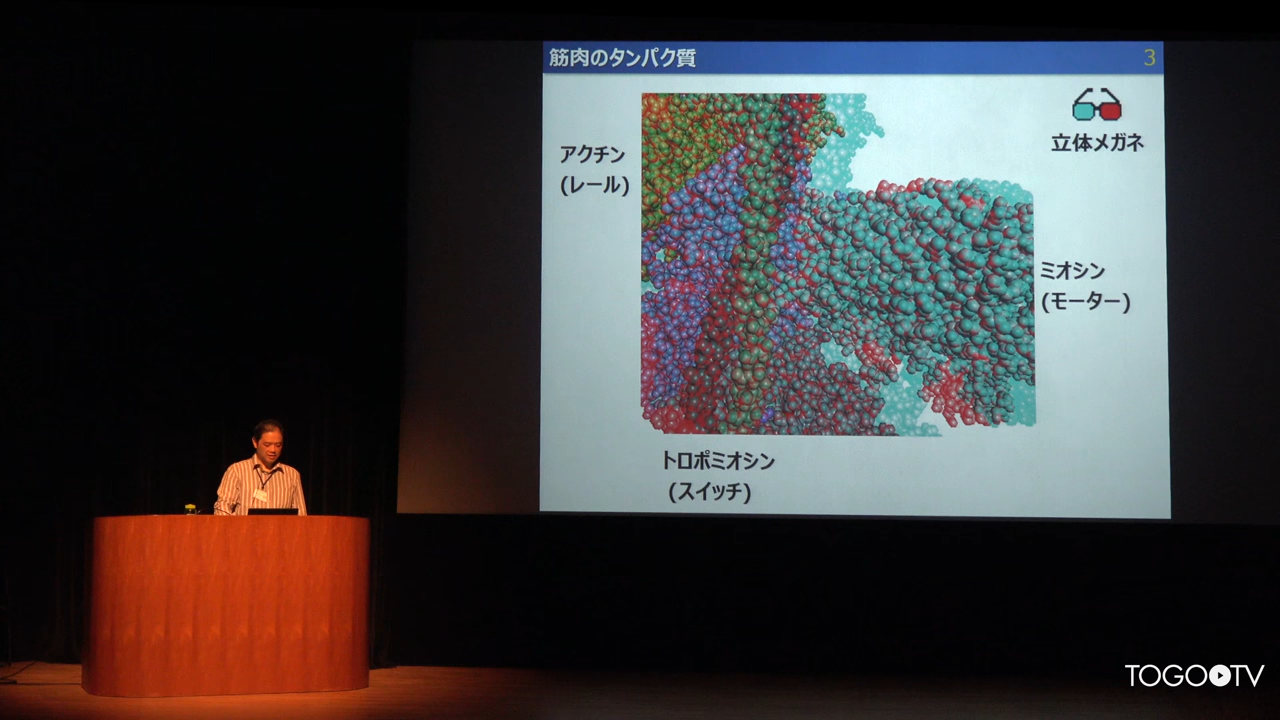 筋肉のタンパク質
3
立体メガネ
アクチン
(レール)
ミオシン
(モーター)
トロポミオシン
(スイッチ)
TOGOTV